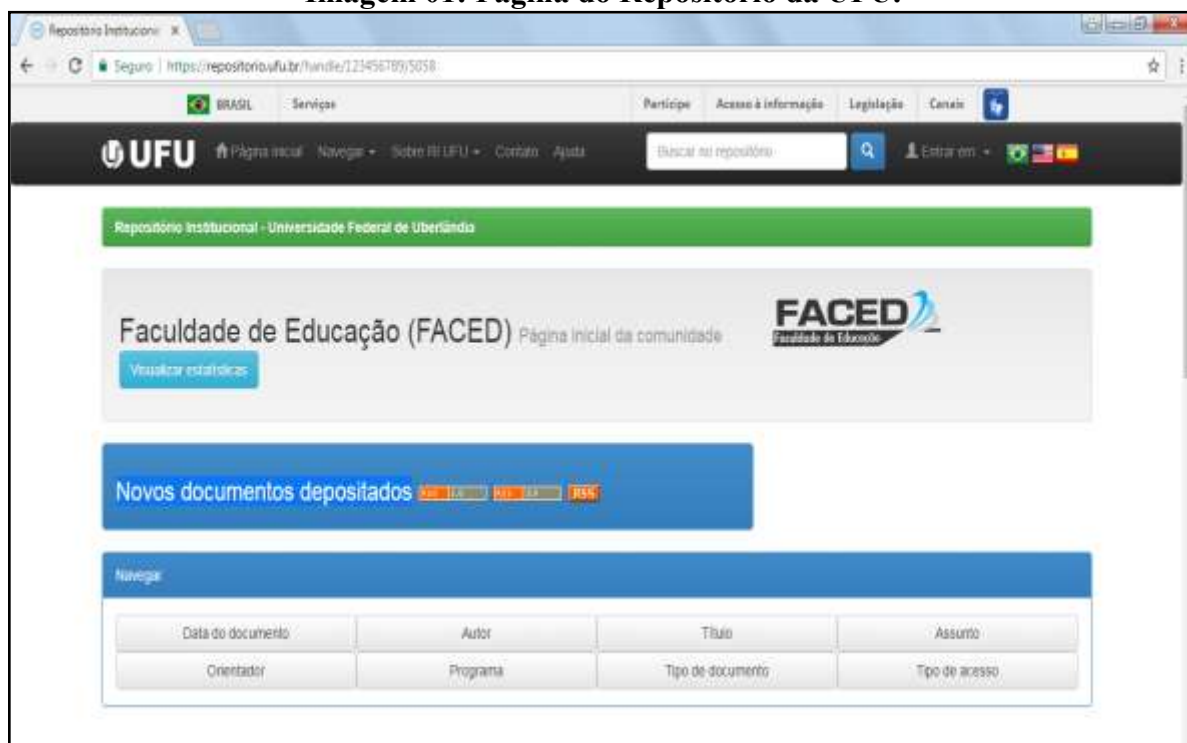 Imagem 01: Página do Repositório da UFU.
Repositório Instituciona
Seguro | https://repositorio.ufu.br/handle/123456789/5058
BRASIL Serviços Participe Acesso à informação Legislação Canais
UFU Página inicial Navegar Sobre RI UFU Contato Ajuda Buscar no repositório Entrar em
Repositório Institucional - Universidade Federal de Uberlândia
FACED
Faculdade de Educação
Faculdade de Educação (FACED) Página inicial da comunidade
Visualizar estatísticas
Novos documentos depositados RSS
Navegar
Data do documento Autor Título Assunto
Orientador Programa Tipo de documento Tipo de acesso